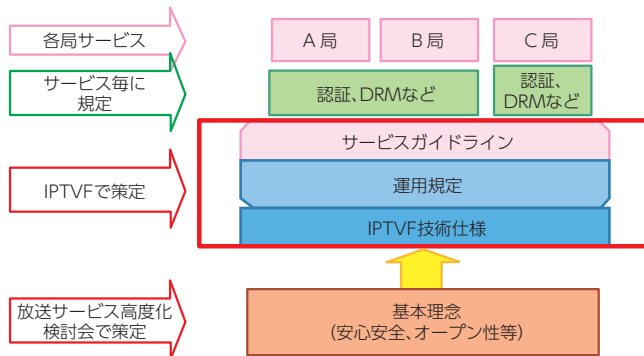 各局サービス
A 局
B 局
C 局
サービス毎に
規定
認証、DRMなど
認証、
DRMなど
サービスガイドライン
IPTVFで策定
運用規定
IPTVF技術仕様
放送サービス高度化
検討会で策定
基本理念
(安心安全、オープン性等)